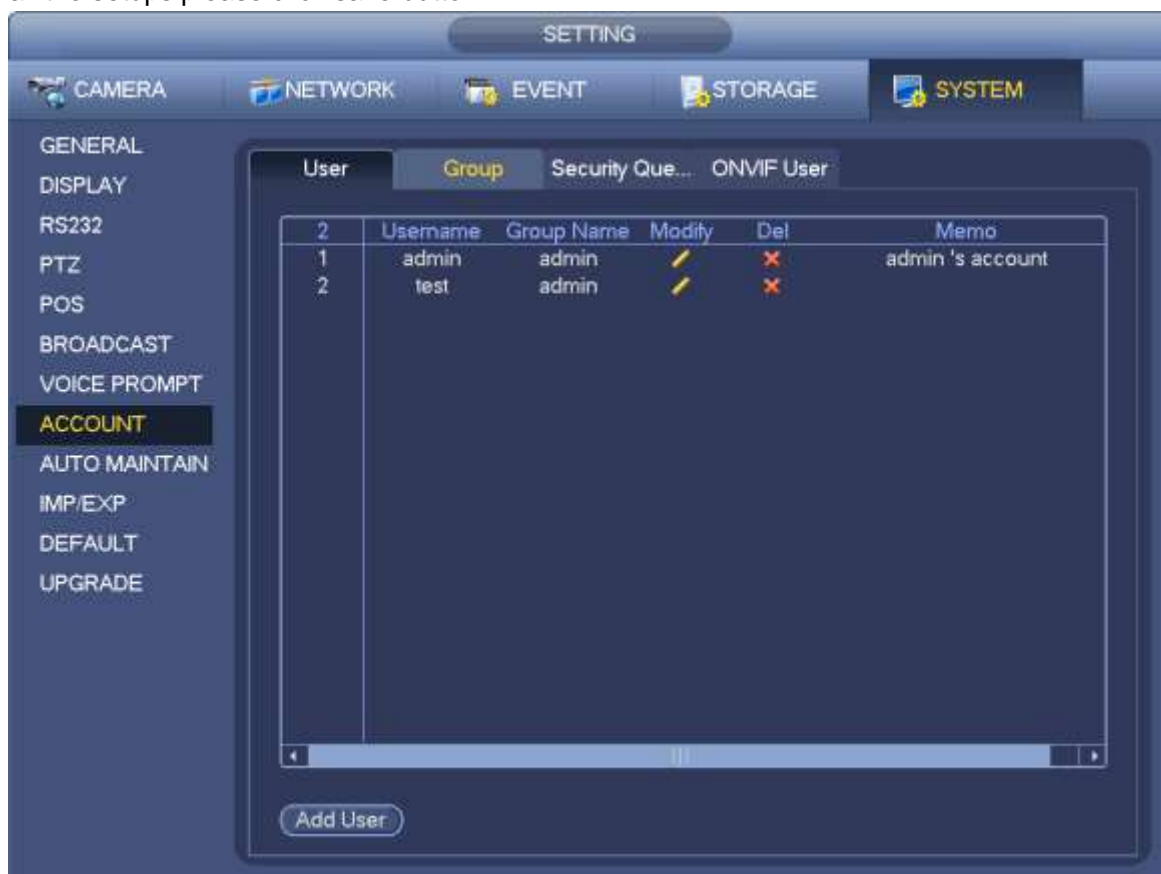 SETTING
CAMERA NETWORK EVENT STORAGE SYSTEM
GENERAL
DISPLAY
RS232
PTZ
POS
BROADCAST
VOICE PROMPT
ACCOUNT
AUTO MAINTAIN
IMP/EXP
DEFAULT
UPGRADE
User Group Security Que... ONVIF User
2 Username Group Name Modify Del Memo
1 admin admin admin 's account
2 test admin
Add User